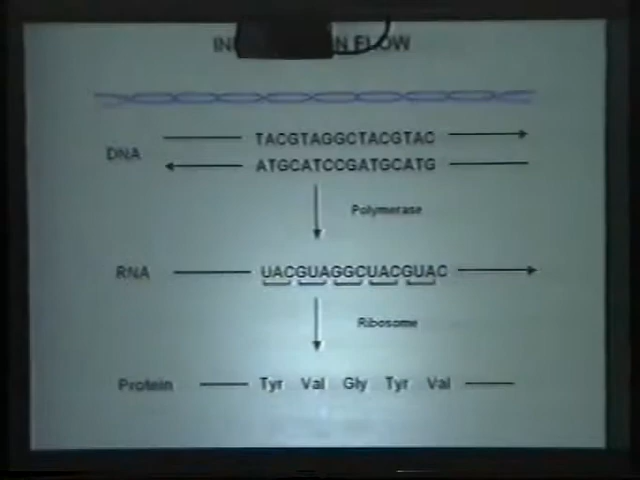 FLOW
TACGTAGGCTACGTAC
DNA
ATGCATCCGATGCATG
Polymerase
RNA UACGUAGGCUACGUAC
Ribosome
Protein Tyr Val Gly Tyr Val